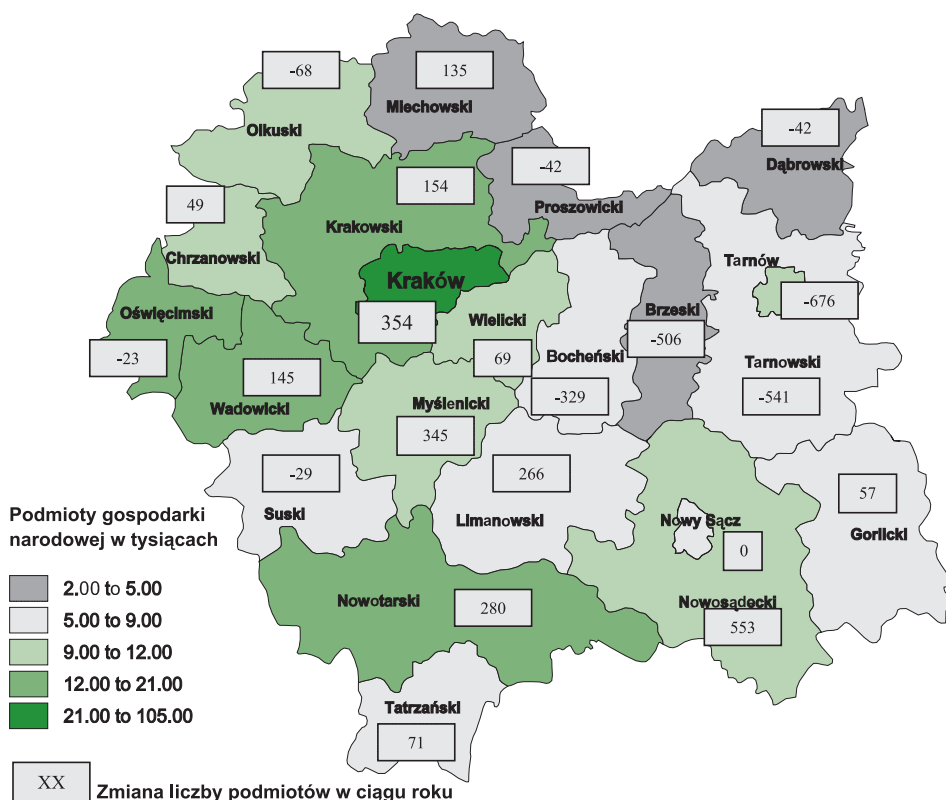 -68
135
Miechowski
Olkuski
-42
Dąbrowski
-42
154
Proszowicki
49
Krakowski
Chrzanowski
Tarnów
Kraków
-676
Oświęcimski
Wielicki
Brzeski
354
-506
-23
69
Bocheński
Tarnowski
145
-329
-541
Wadowicki
Myślenicki
345
-29
266
57
Suski
Limanowski
Nowy Sącz
Gorlicki
0
Podmioty gospodarki
narodowej w tysiącach
2.00 to 5.00
5.00 to 9.00
9.00 to 12.00
12.00 to 21.00
21.00 to 105.00
Nowotarski
280
Nowosądecki
553
Tatrzański
71
XX Zmiana liczby podmiotów w ciągu roku